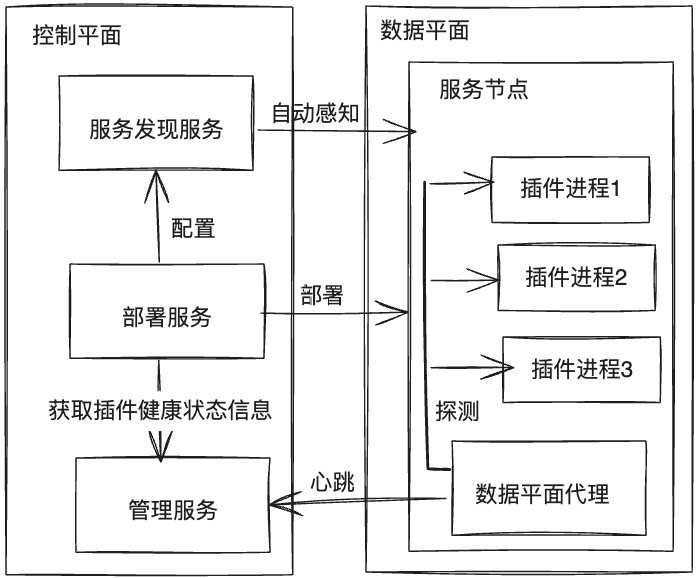 控制平面
数据平面
服务节点
服务发现服务
自动感知
插件进程1
配置
插件进程2
部署服务
部署
插件进程3
获取插件健康状态信息
探测
管理服务
心跳
数据平面代理